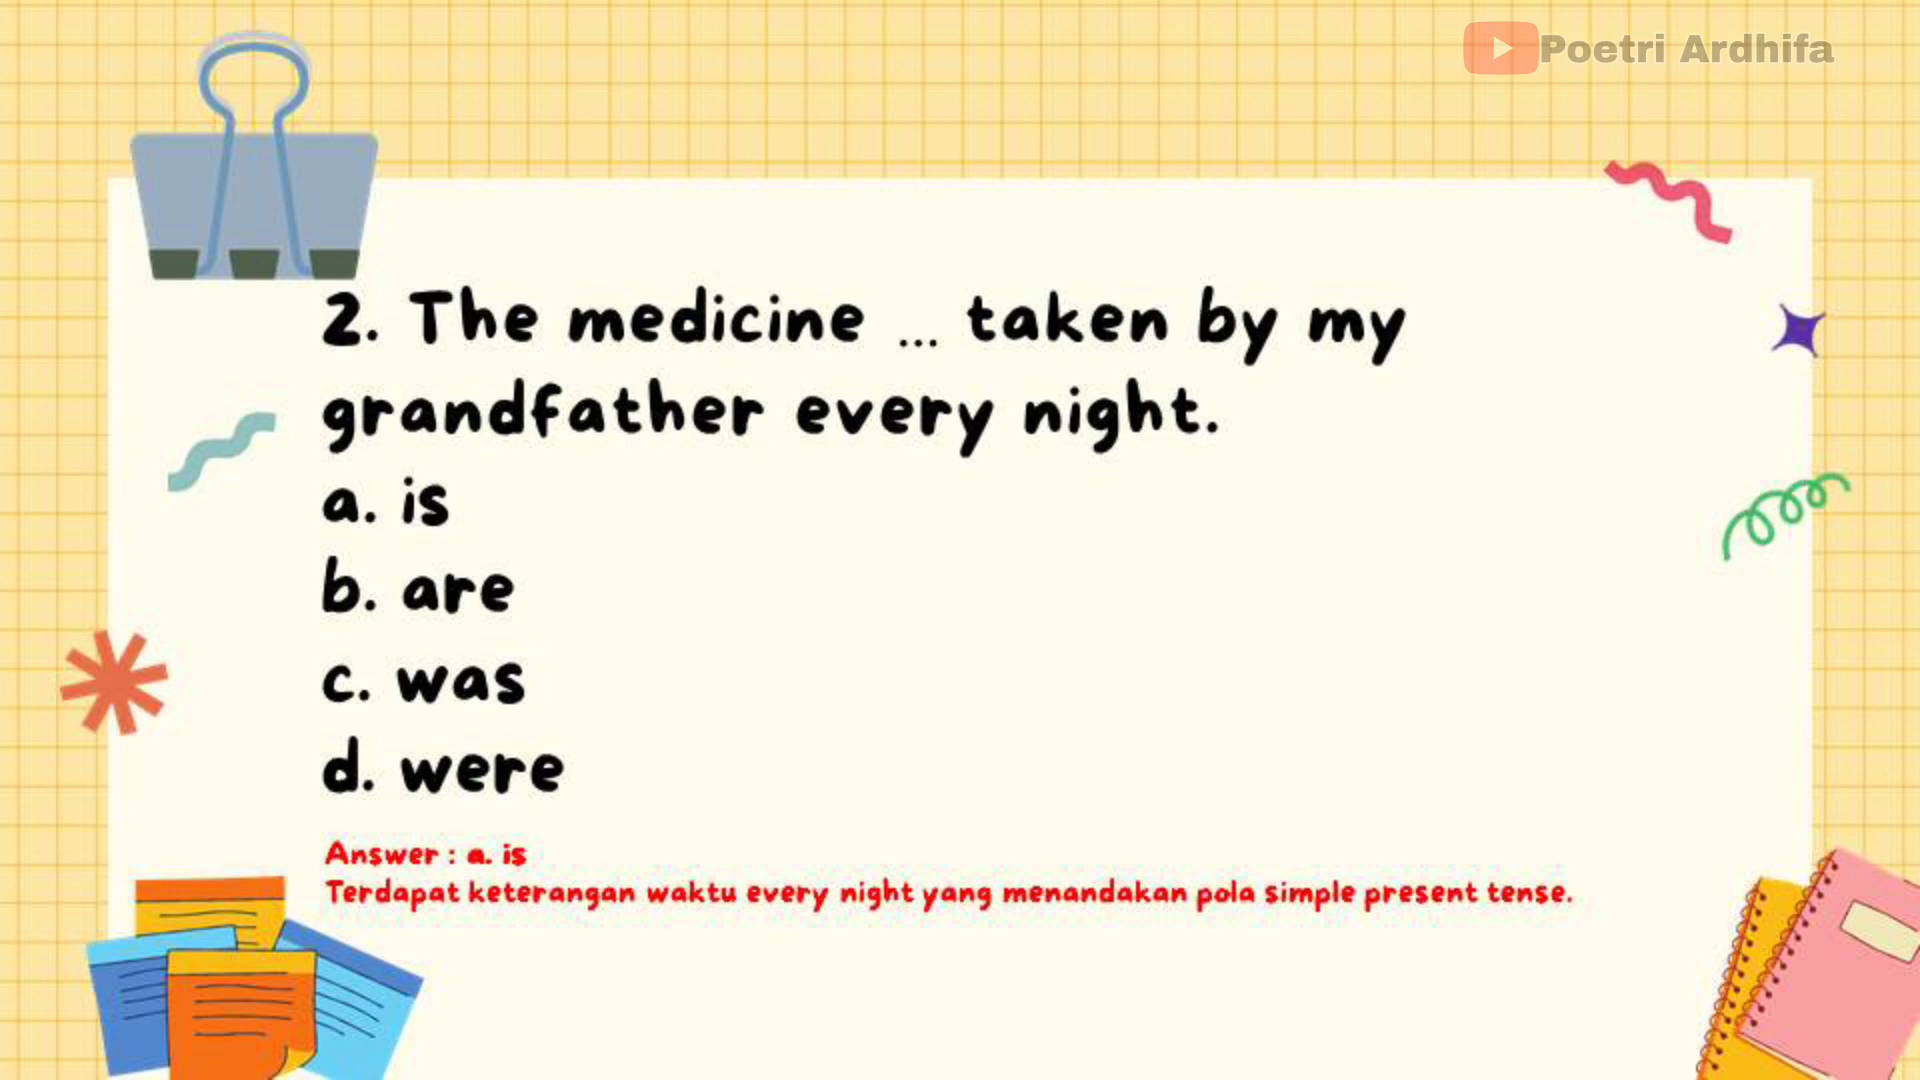 Poetri Ardhifa
2. The medicine ... taken by my
grandfather every night.
a. is
b. are
c. was
d. were
Answer : a. is
Terdapat keterangan waktu every night yang menandakan pola simple present tense.